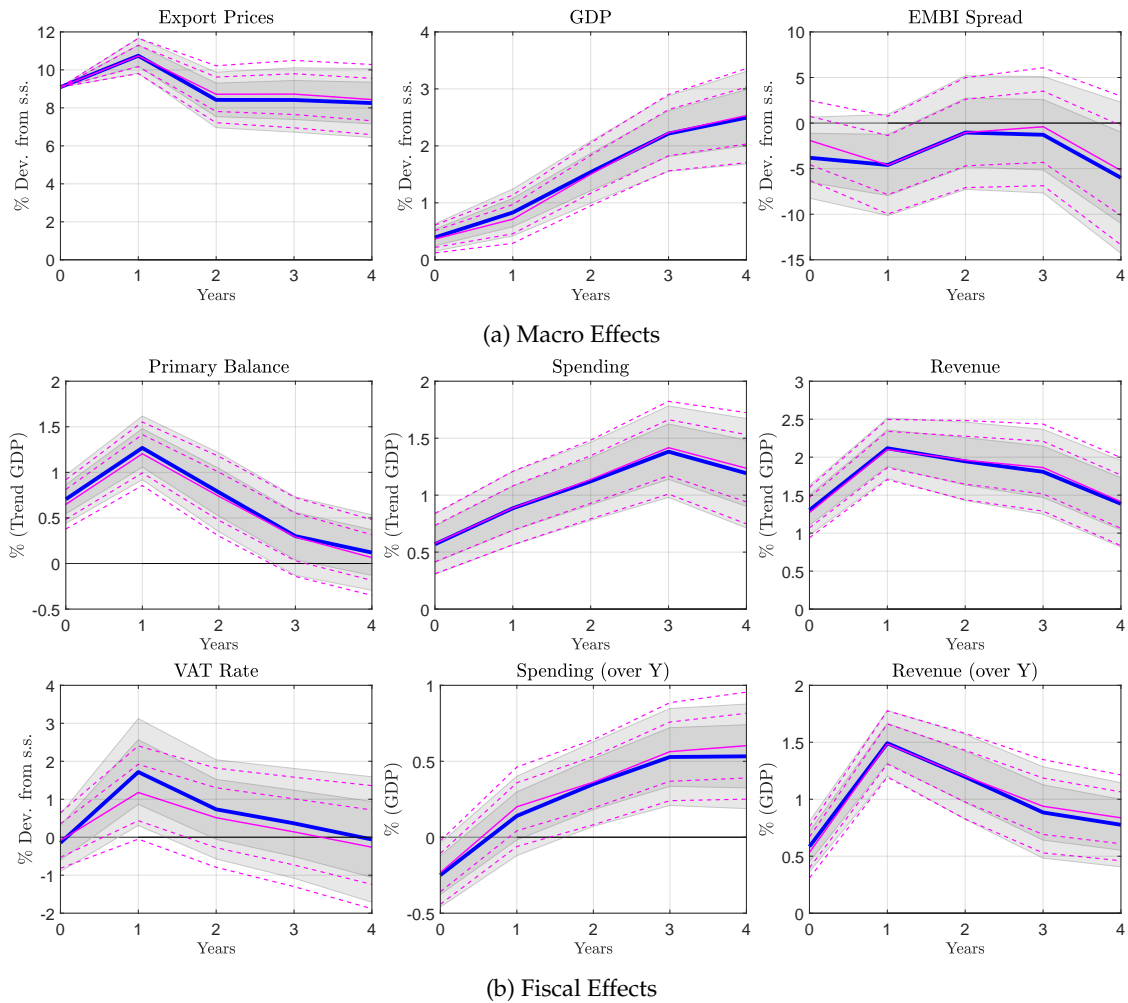 Export Prices
GDP
EMBI Spread
% Dev. from s.s.
12
10
8
6
4
2
0
0 1 2 3 4
Years
% Dev. from s.s.
4
3
2
1
0
0 1 2 3 4
Years
% Dev. from s.s.
10
5
0
-5
-10
-15
0 1 2 3 4
Years
(a) Macro Effects
Primary Balance
Spending
Revenue
% (Trend GDP)
2
1.5
1
0.5
0
-0.5
0 1 2 3 4
Years
% (Trend GDP)
2
1.5
1
0.5
0
0 1 2 3 4
Years
% (Trend GDP)
3
2.5
2
1.5
1
0.5
0
0 1 2 3 4
Years
VAT Rate
Spending (over Y)
Revenue (over Y)
% Dev. from s.s.
4
3
2
1
0
-1
-2
0 1 2 3 4
Years
% (GDP)
1
0.5
0
-0.5
0 1 2 3 4
Years
% (GDP)
2
1.5
1
0.5
0
0 1 2 3 4
Years
(b) Fiscal Effects